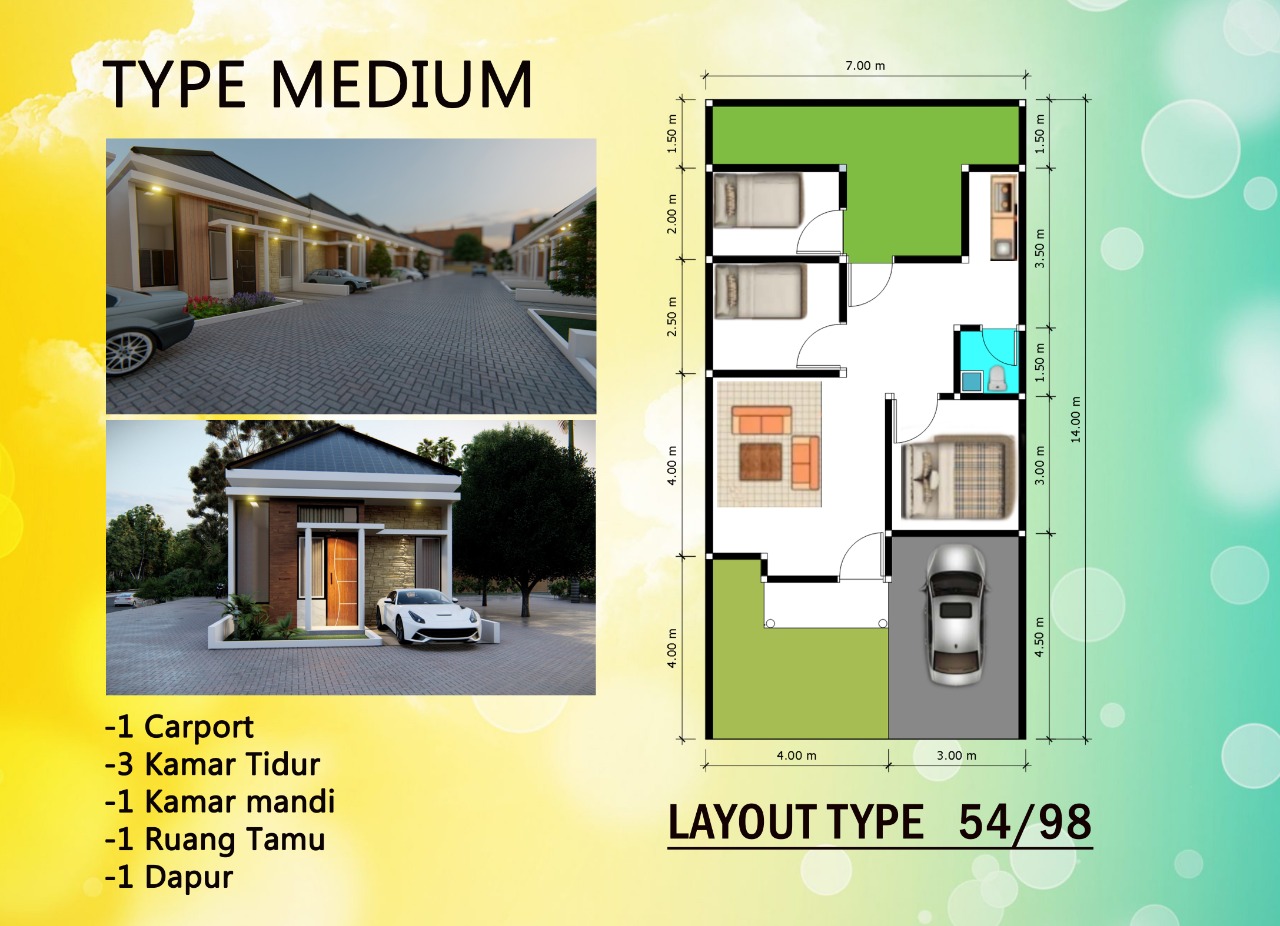 TYPE MEDIUM
-1 Carport
-3 Kamar Tidur
-1 Kamar mandi
-1 Ruang Tamu
-1 Dapur
7.00 m
1.50 m
2.00 m
2.50 m
4.00 m
4.00 m
1.50 m
3.50 m
1.50 m
3.00 m
4.50 m
14.00 m
4.00 m
3.00 m
LAYOUT TYPE 54/98